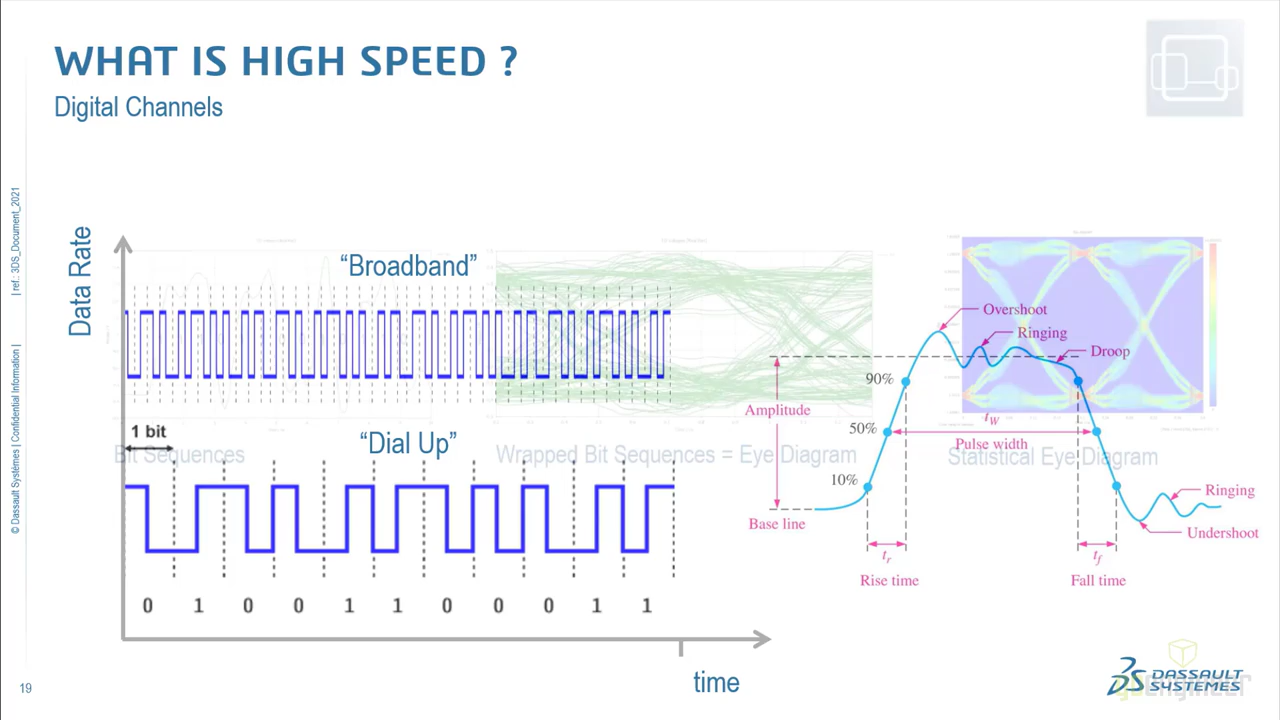 WHAT IS HIGH SPEED ?
Digital Channels
© Dassault Systèmes | Confidential Information | | ref.: 3DS_Document_2021
Data Rate
“Broadband”
1 bit
“Dial Up”
Bit Sequences
Wrapped Bit Sequences = Eye Diagram
Statistical Eye Diagram
0 1 0 0 1 1 0 0 0 1 1
time
Overshoot
Ringing
Droop
90%
Amplitude
tW
50%
Pulse width
10%
Base line
Ringing
Undershoot
tr
tf
Rise time
Fall time
19
DASSAULT
SYSTEMES